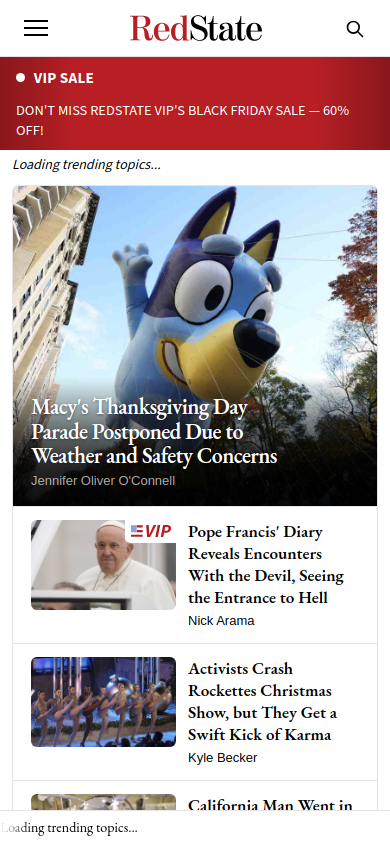 RedState
VIP SALE
DON'T MISS REDSTATE VIP'S BLACK FRIDAY SALE — 60%
OFF!
Loading trending topics...
Macy's Thanksgiving Day
Parade Postponed Due to
Weather and Safety Concerns
Jennifer Oliver O'Connell
VIP
Pope Francis' Diary
Reveals Encounters
With the Devil, Seeing
the Entrance to Hell
Nick Arama
Activists Crash
Rockettes Christmas
Show, but They Get a
Swift Kick of Karma
Kyle Becker
California Man Went in
Loading trending topics...